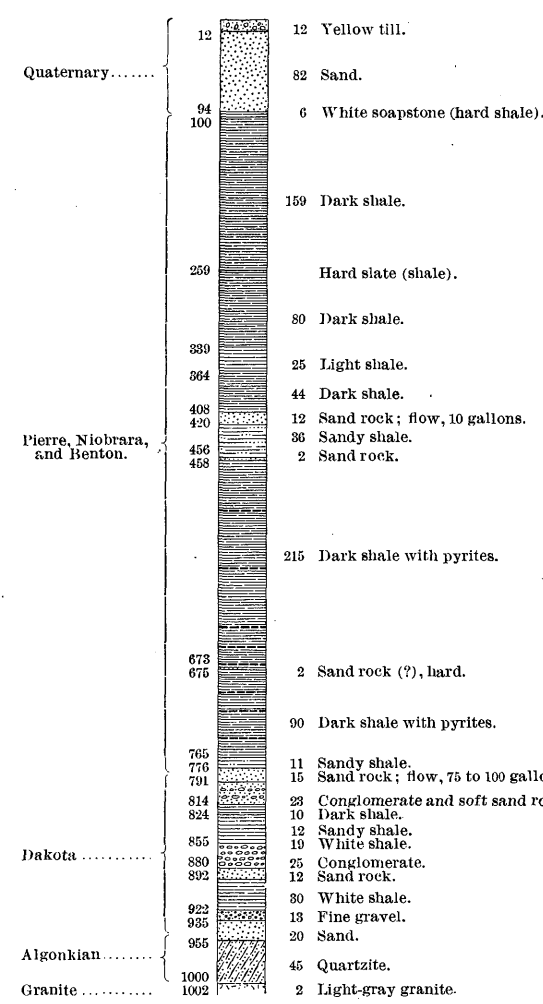 12 Yellow till.
12
Quaternary....... 82 Sand.
94
6 White soapstone (hard shale).
100
159 Dark shale.
259 Hard slate (shale).
80 Dark shale.
339
25 Light shale.
364
44 Dark shale.
408
12 Sand rock; flow, 10 gallons.
420
36 Sandy shale.
Pierre, Niobrara,
and Benton.
456
2 Sand rock.
458
215 Dark shale with pyrites.
673
2 Sand rock (?), hard.
675
90 Dark shale with pyrites.
765
11 Sandy shale.
776
15 Sand rock; flow, 75 to 100
791
23 Conglomerate and soft sand
814
10 Dark shale.
824
12 Sandy shale.
19 White shale.
855
Dakota ..........
25 Conglomerate.
880
12 Sand rock.
892
30 White shale.
922
13 Fine gravel.
935
20 Sand.
955
Algonkian........
45 Quartzite.
1000
Granite .......... 1002 2 Light-gray granite.